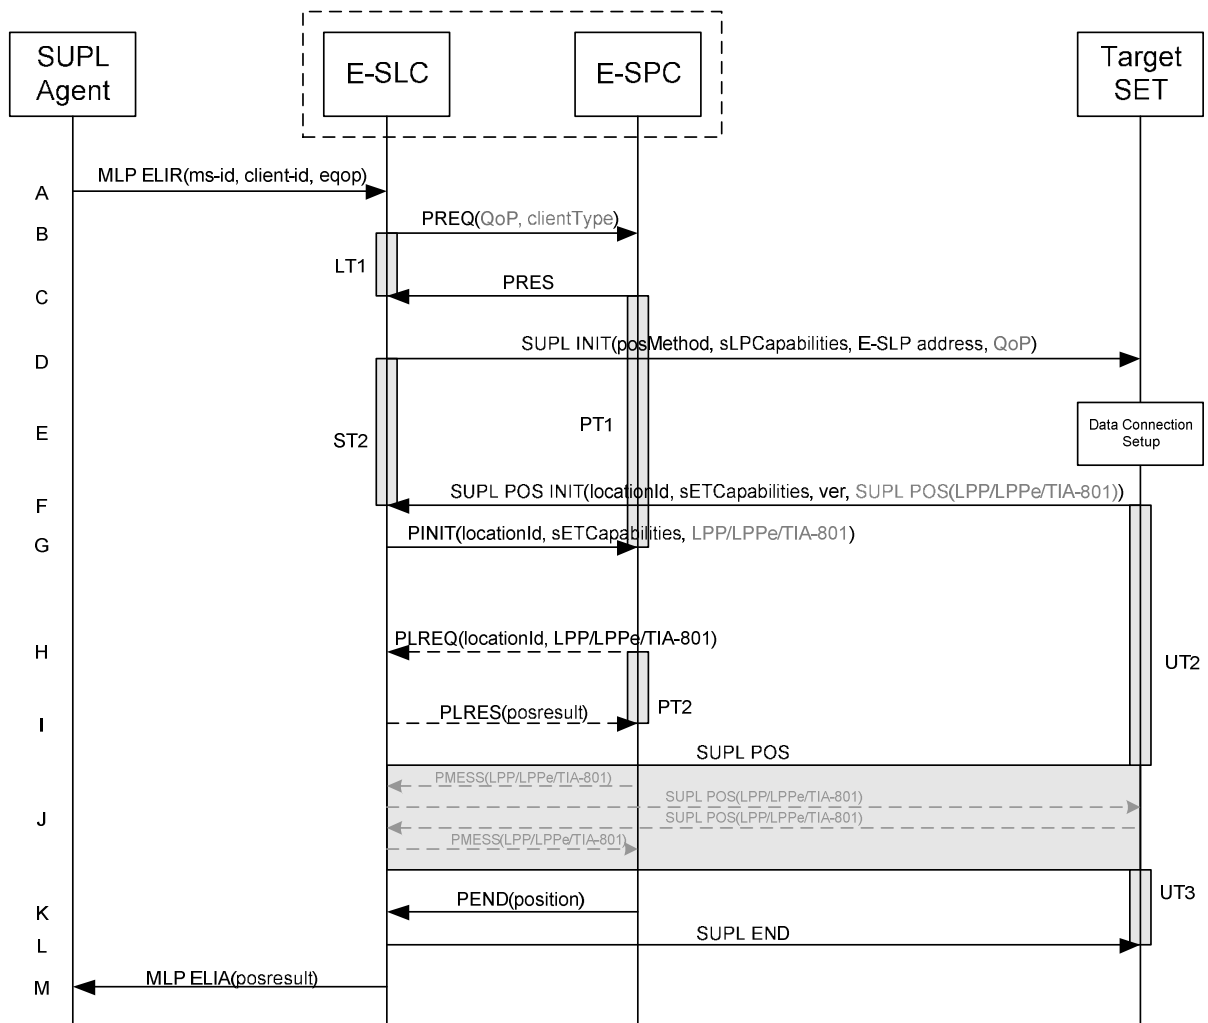 SUPL
Agent
E-SLC
E-SPC
Target
SET
MLP ELIR(ms-id, client-id, eqop)
A
PREQ(QoP, clientType)
B
LT1
PRES
C
SUPL INIT(posMethod, sLPCapabilities, E-SLP address, QoP)
D
Data Connection
Setup
PT1
E
ST2
SUPL POS INIT(locationId, sETCapabilities, ver, SUPL POS(LPP/LPPe/TIA-801))
F
PINIT(locationId, sETCapabilities, LPP/LPPe/TIA-801)
G
PLREQ(locationId, LPP/LPPe/TIA-801)
H
UT2
PLRES(posresult)
PT2
I
SUPL POS
PMESS(LPP/LPPe/TIA-801)
SUPL POS(LPP/LPPe/TIA-801)
J
SUPL POS(LPP/LPPe/TIA-801)
PMESS(LPP/LPPe/TIA-801)
UT3
PEND(position)
K
SUPL END
L
MLP ELIA(posresult)
M